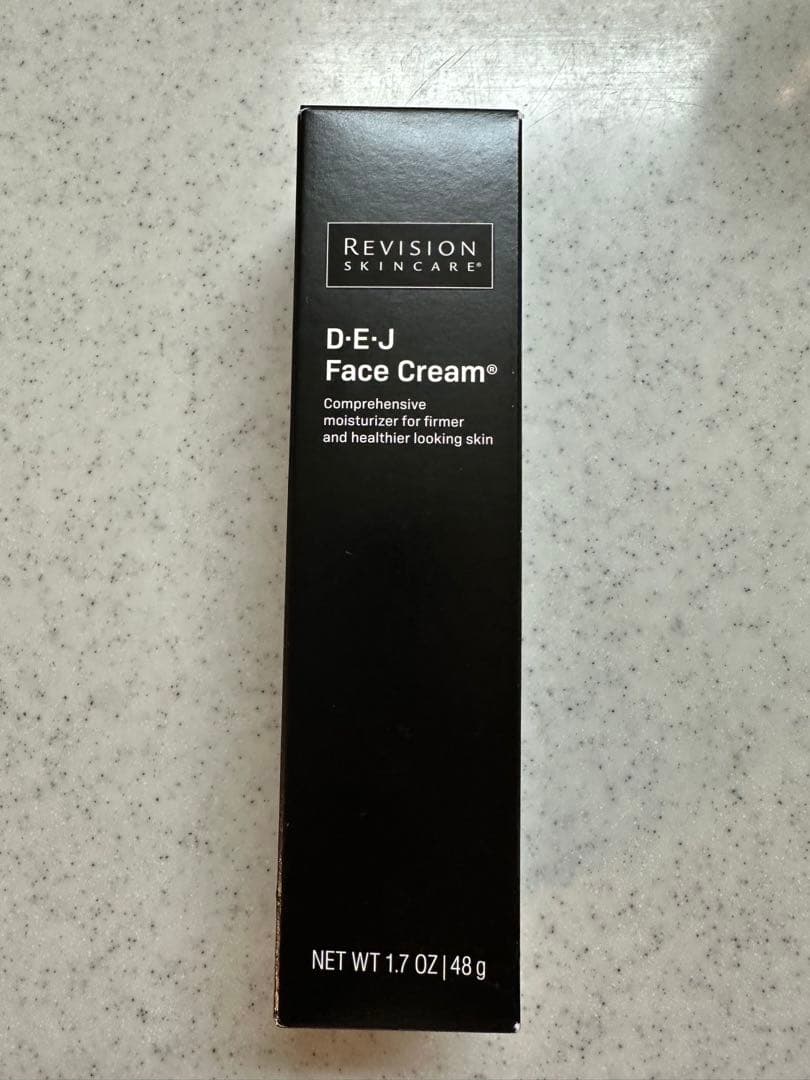 REVISION
SKINCARE®
D·E·J
Face Cream®
Comprehensive
moisturizer for firmer
and healthier looking skin
NET WT 1.7 OZ | 48 g